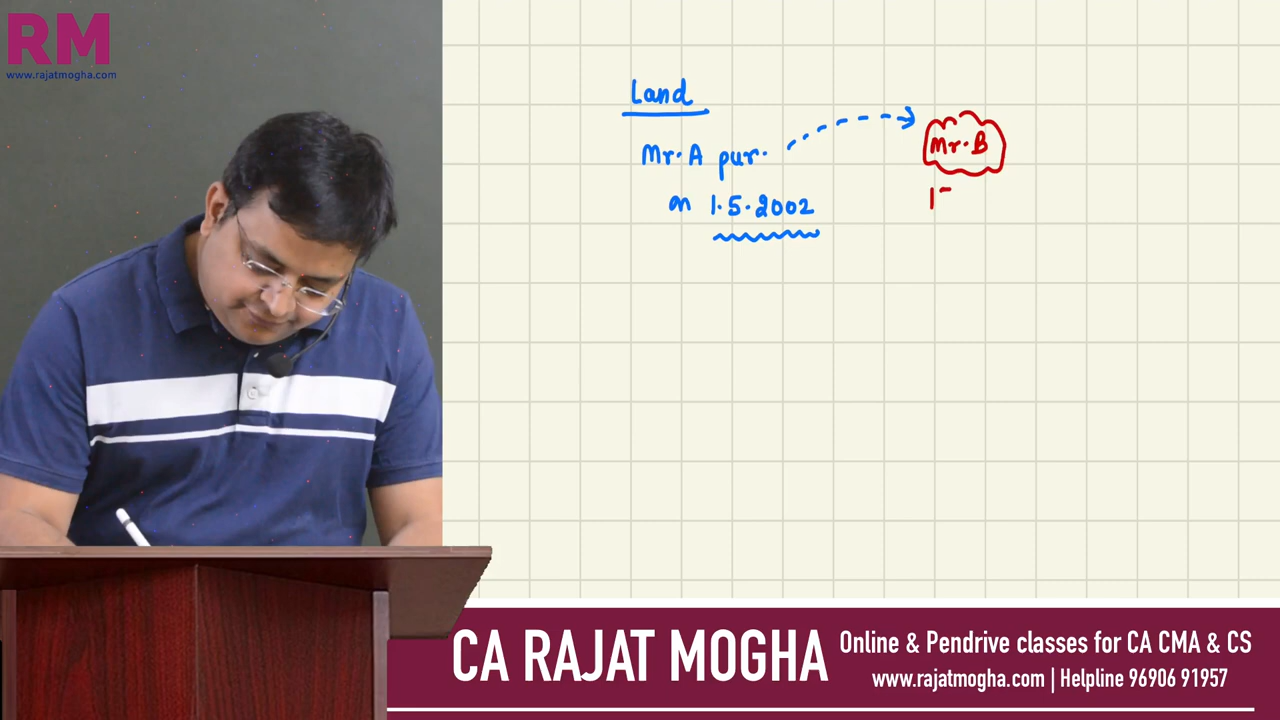 RM
www.rajatmogha.com
Land
Mr. A pur.
on 1.5.2002
Mr. B
CA RAJAT MOGHA
Online & Pendrive classes for CA CMA & CS
www.rajatmogha.com | Helpline 96906 91957